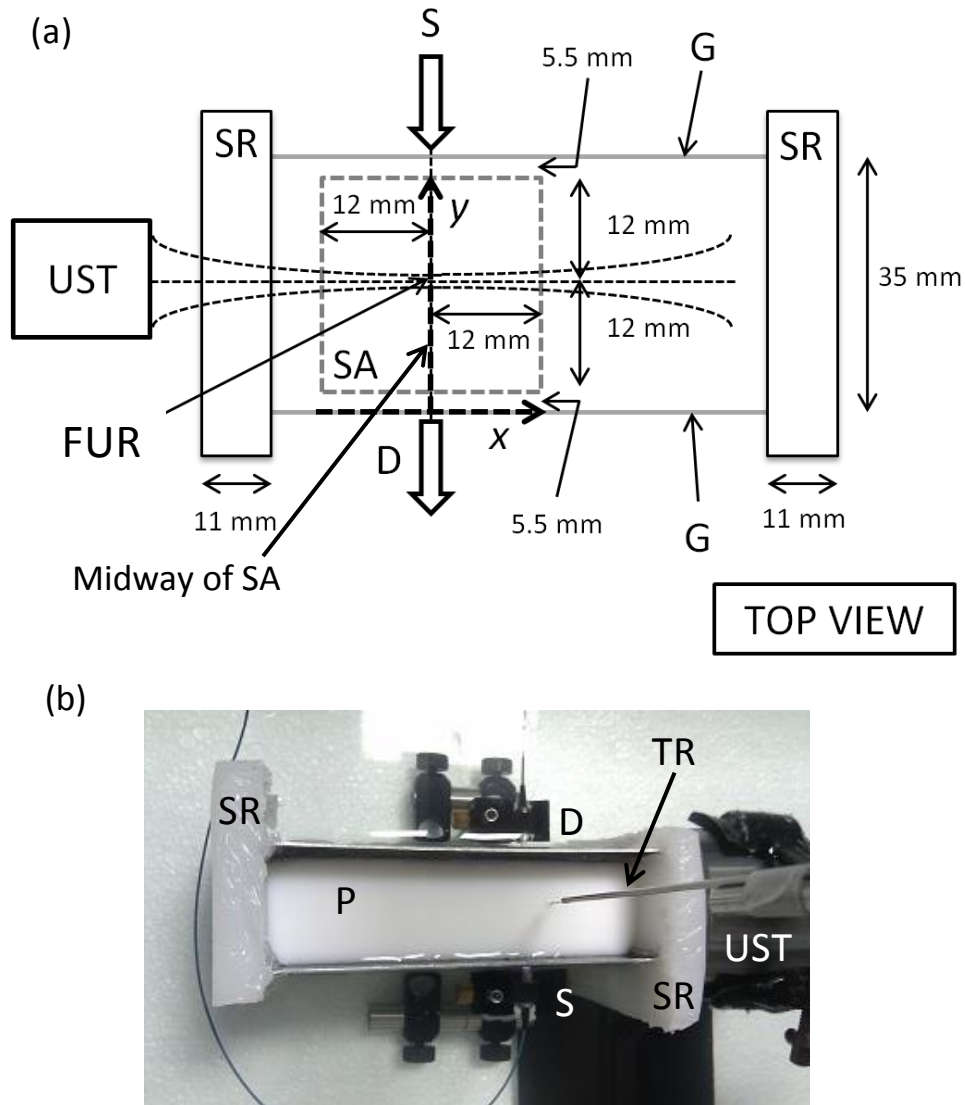 (a)
S
5.5 mm
G
SR
SR
12 mm
y
12 mm
UST
35 mm
12 mm
12 mm
SA
FUR
D
x
11 mm
5.5 mm
G
11 mm
Midway of SA
TOP VIEW
(b)
TR
SR
D
P
UST
S
SR